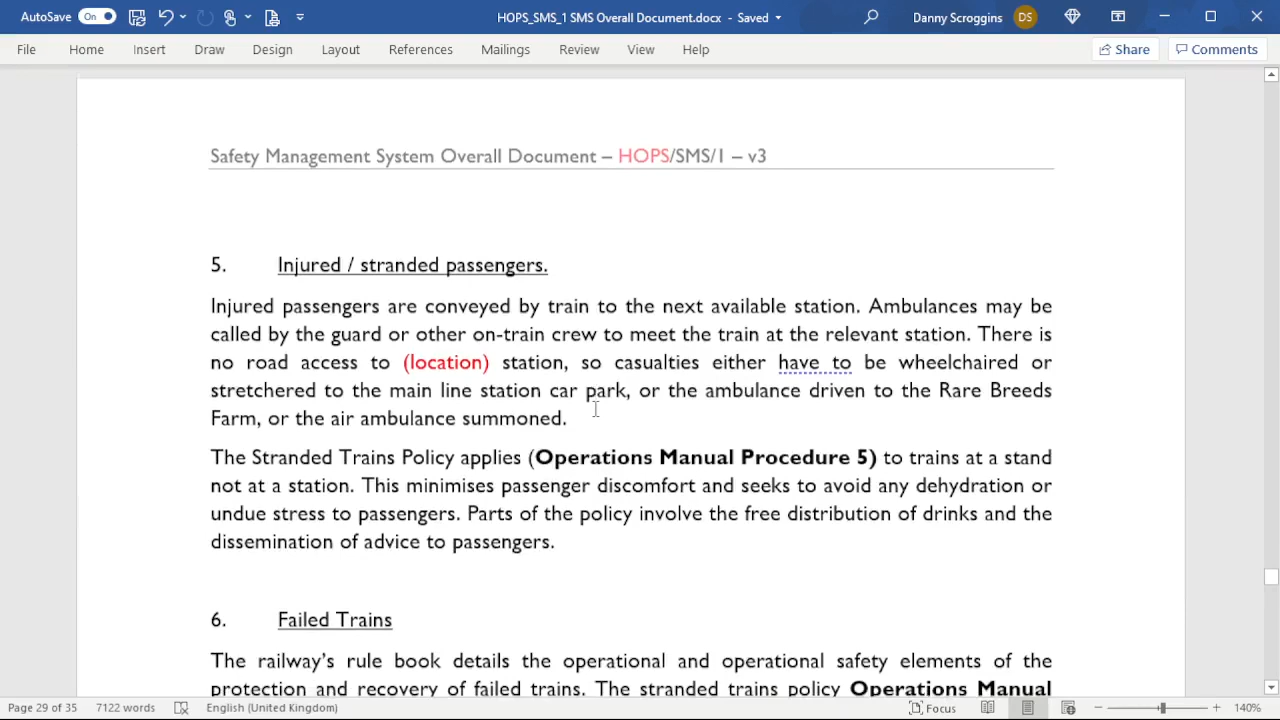 AutoSave On HOPS_SMS_1 SMS Overall Document.docx - Saved Danny Scroggins DS
File Home Insert Draw Design Layout References Mailings Review View Help Share Comments
Safety Management System Overall Document – HOPS/SMS/1 – v3
5. Injured / stranded passengers.
Injured passengers are conveyed by train to the next available station. Ambulances may be
called by the guard or other on-train crew to meet the train at the relevant station. There is
no road access to (location) station, so casualties either have to be wheelchaired or
stretchered to the main line station car park, or the ambulance driven to the Rare Breeds
Farm, or the air ambulance summoned.
The Stranded Trains Policy applies (Operations Manual Procedure 5) to trains at a stand
not at a station. This minimises passenger discomfort and seeks to avoid any dehydration or
undue stress to passengers. Parts of the policy involve the free distribution of drinks and the
dissemination of advice to passengers.
6. Failed Trains
The railway’s rule book details the operational and operational safety elements of the
protection and recovery of failed trains. The stranded trains policy Operations Manual
Page 29 of 35 7122 words English (United Kingdom) Focus 140%